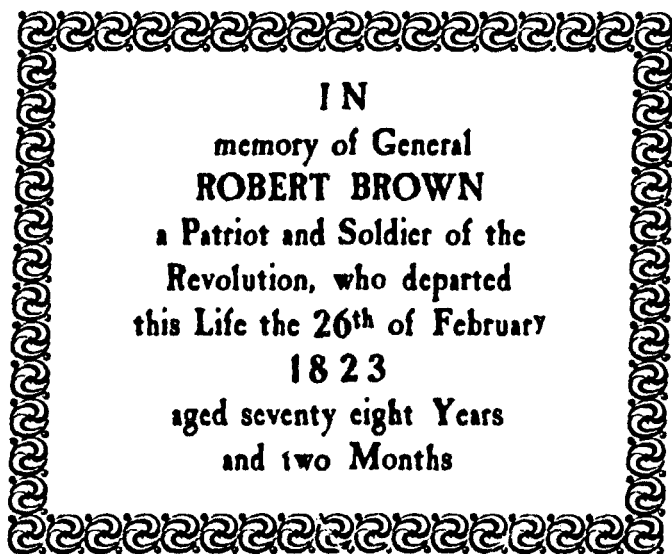 IN
memory of General
ROBERT BROWN
a Patriot and Soldier of the
Revolution, who departed
this Life the 26th of February
1823
aged seventy eight Years
and two Months